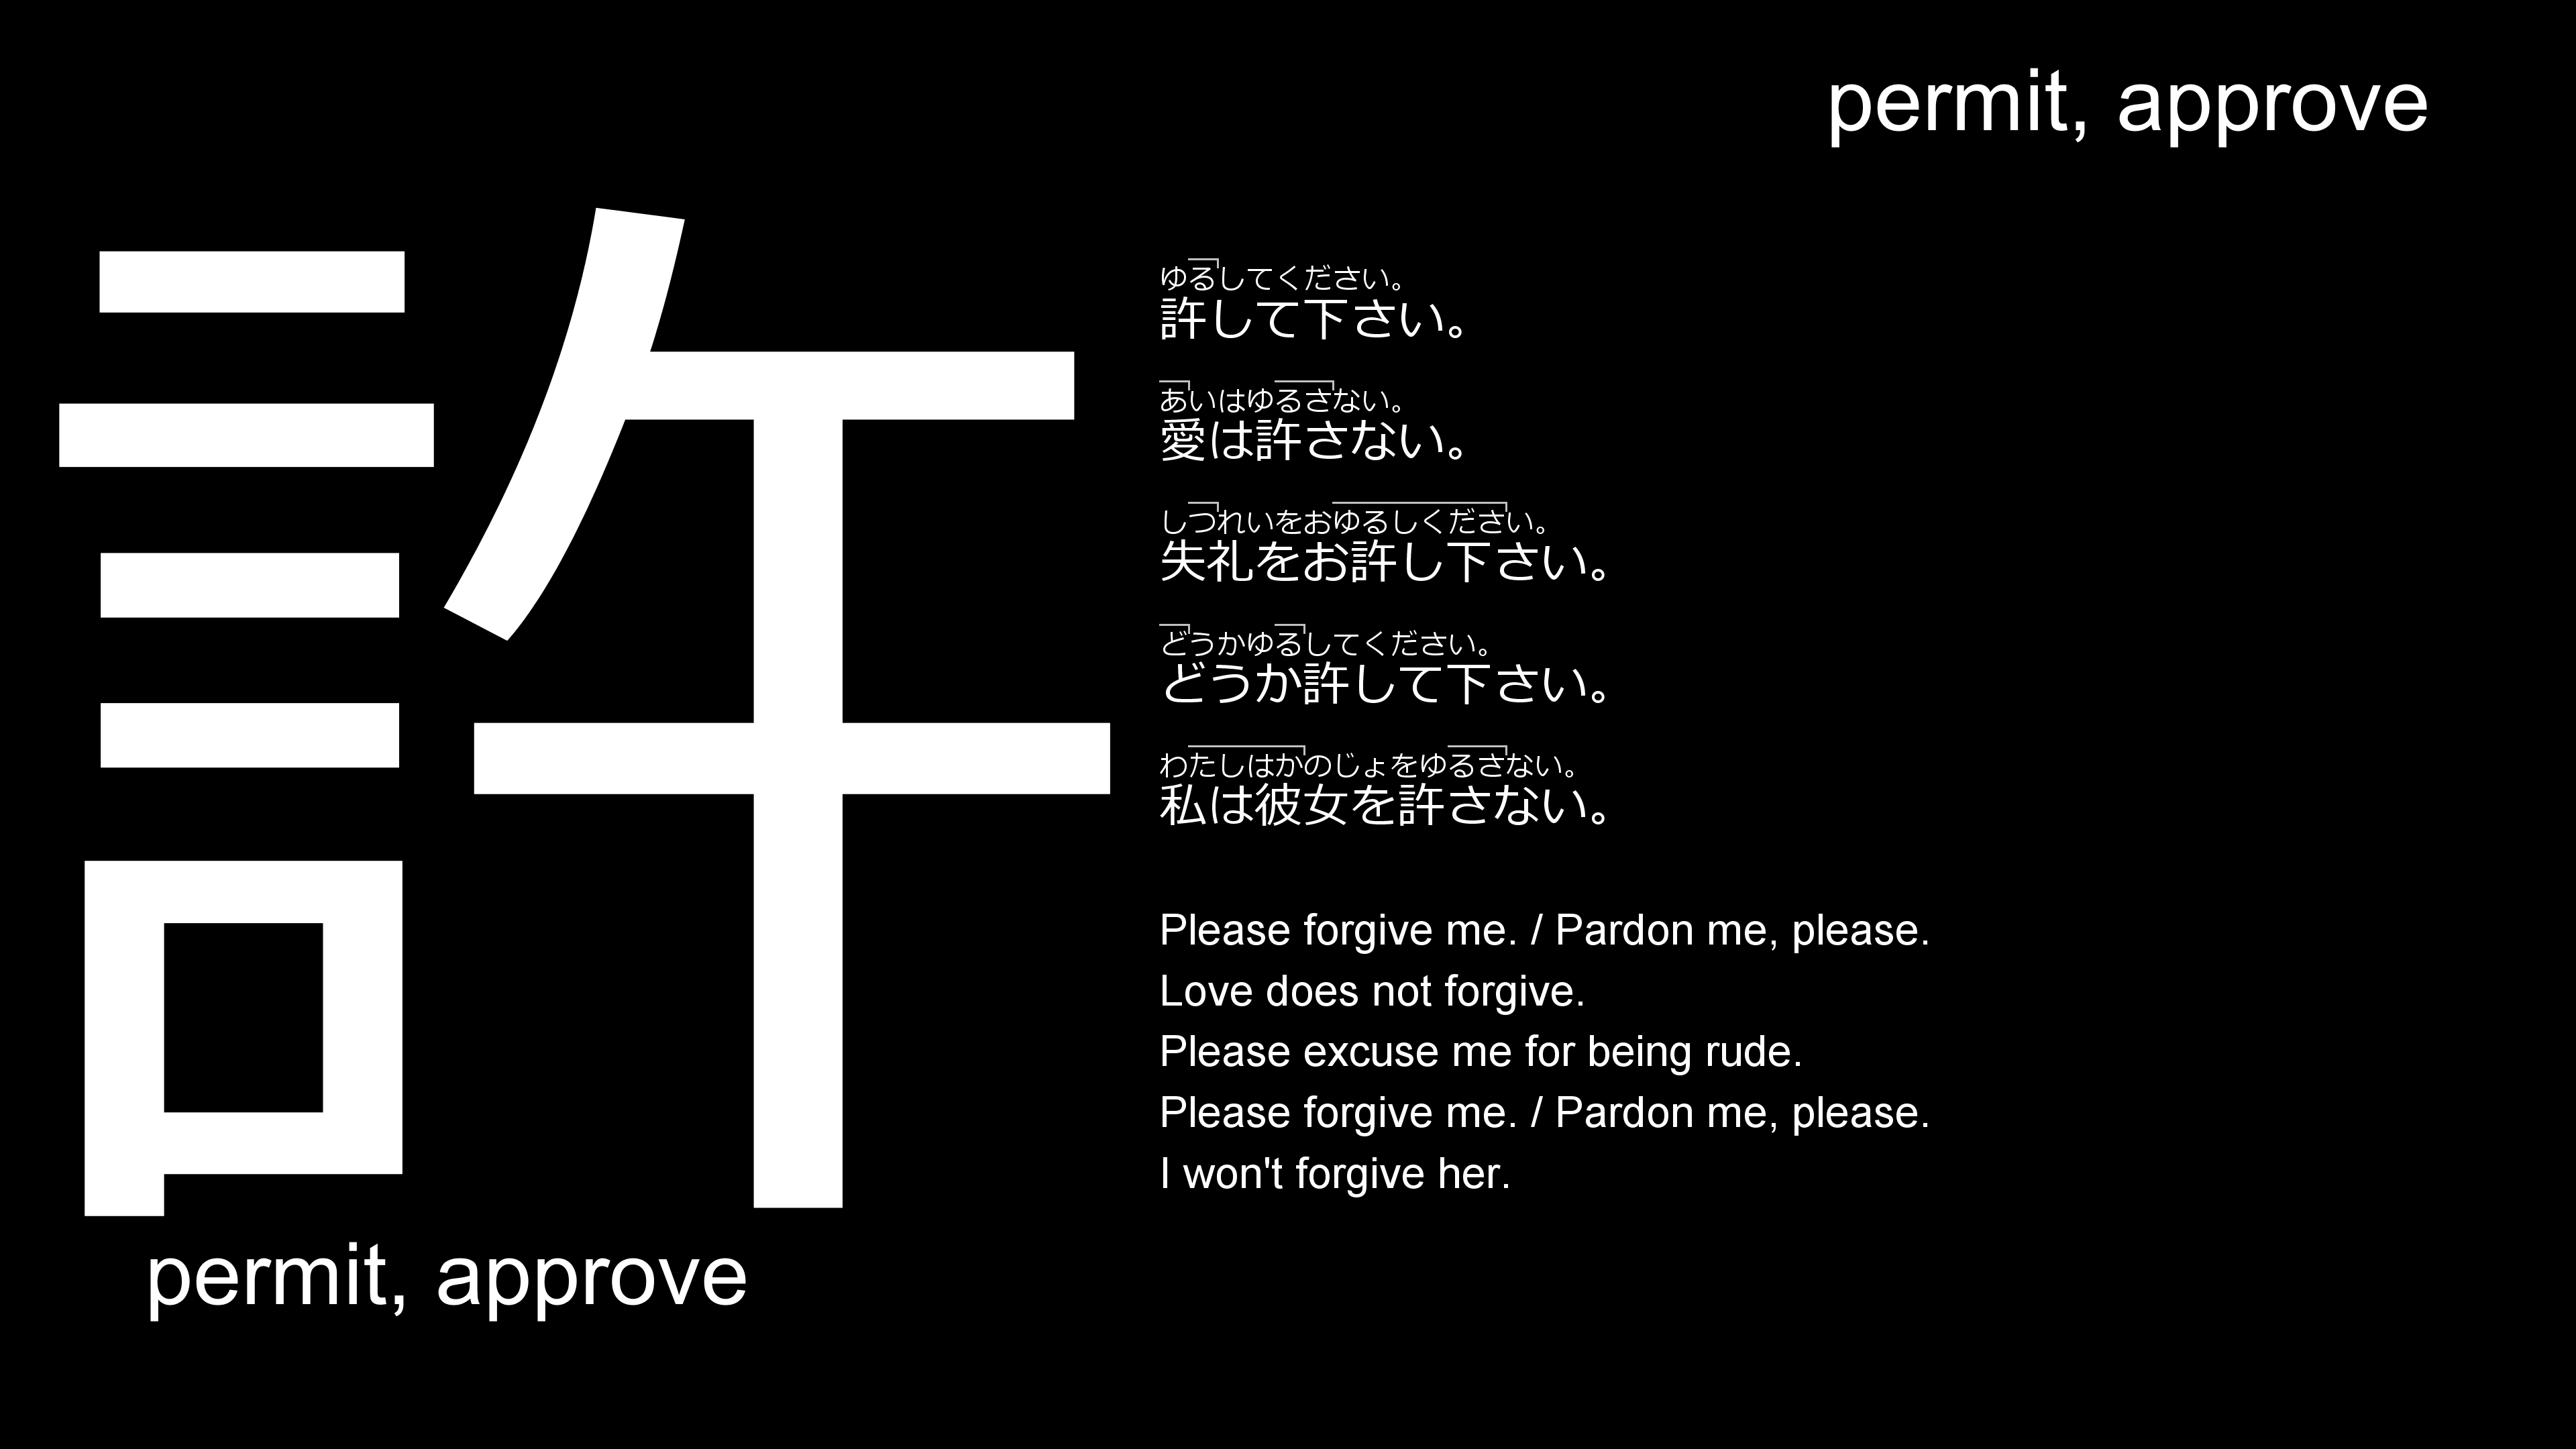 permit, approve
許
permit, approve
ゆるしてください。
許して下さい。
あいはゆるさない。
愛は許さない。
しつれいをおゆるしください。
失礼をお許し下さい。
どうかゆるしてください。
どうか許して下さい。
わたしはかのじょをゆるさない。
私は彼女を許さない。
Please forgive me. / Pardon me, please.
Love does not forgive.
Please excuse me for being rude.
Please forgive me. / Pardon me, please.
I won't forgive her.